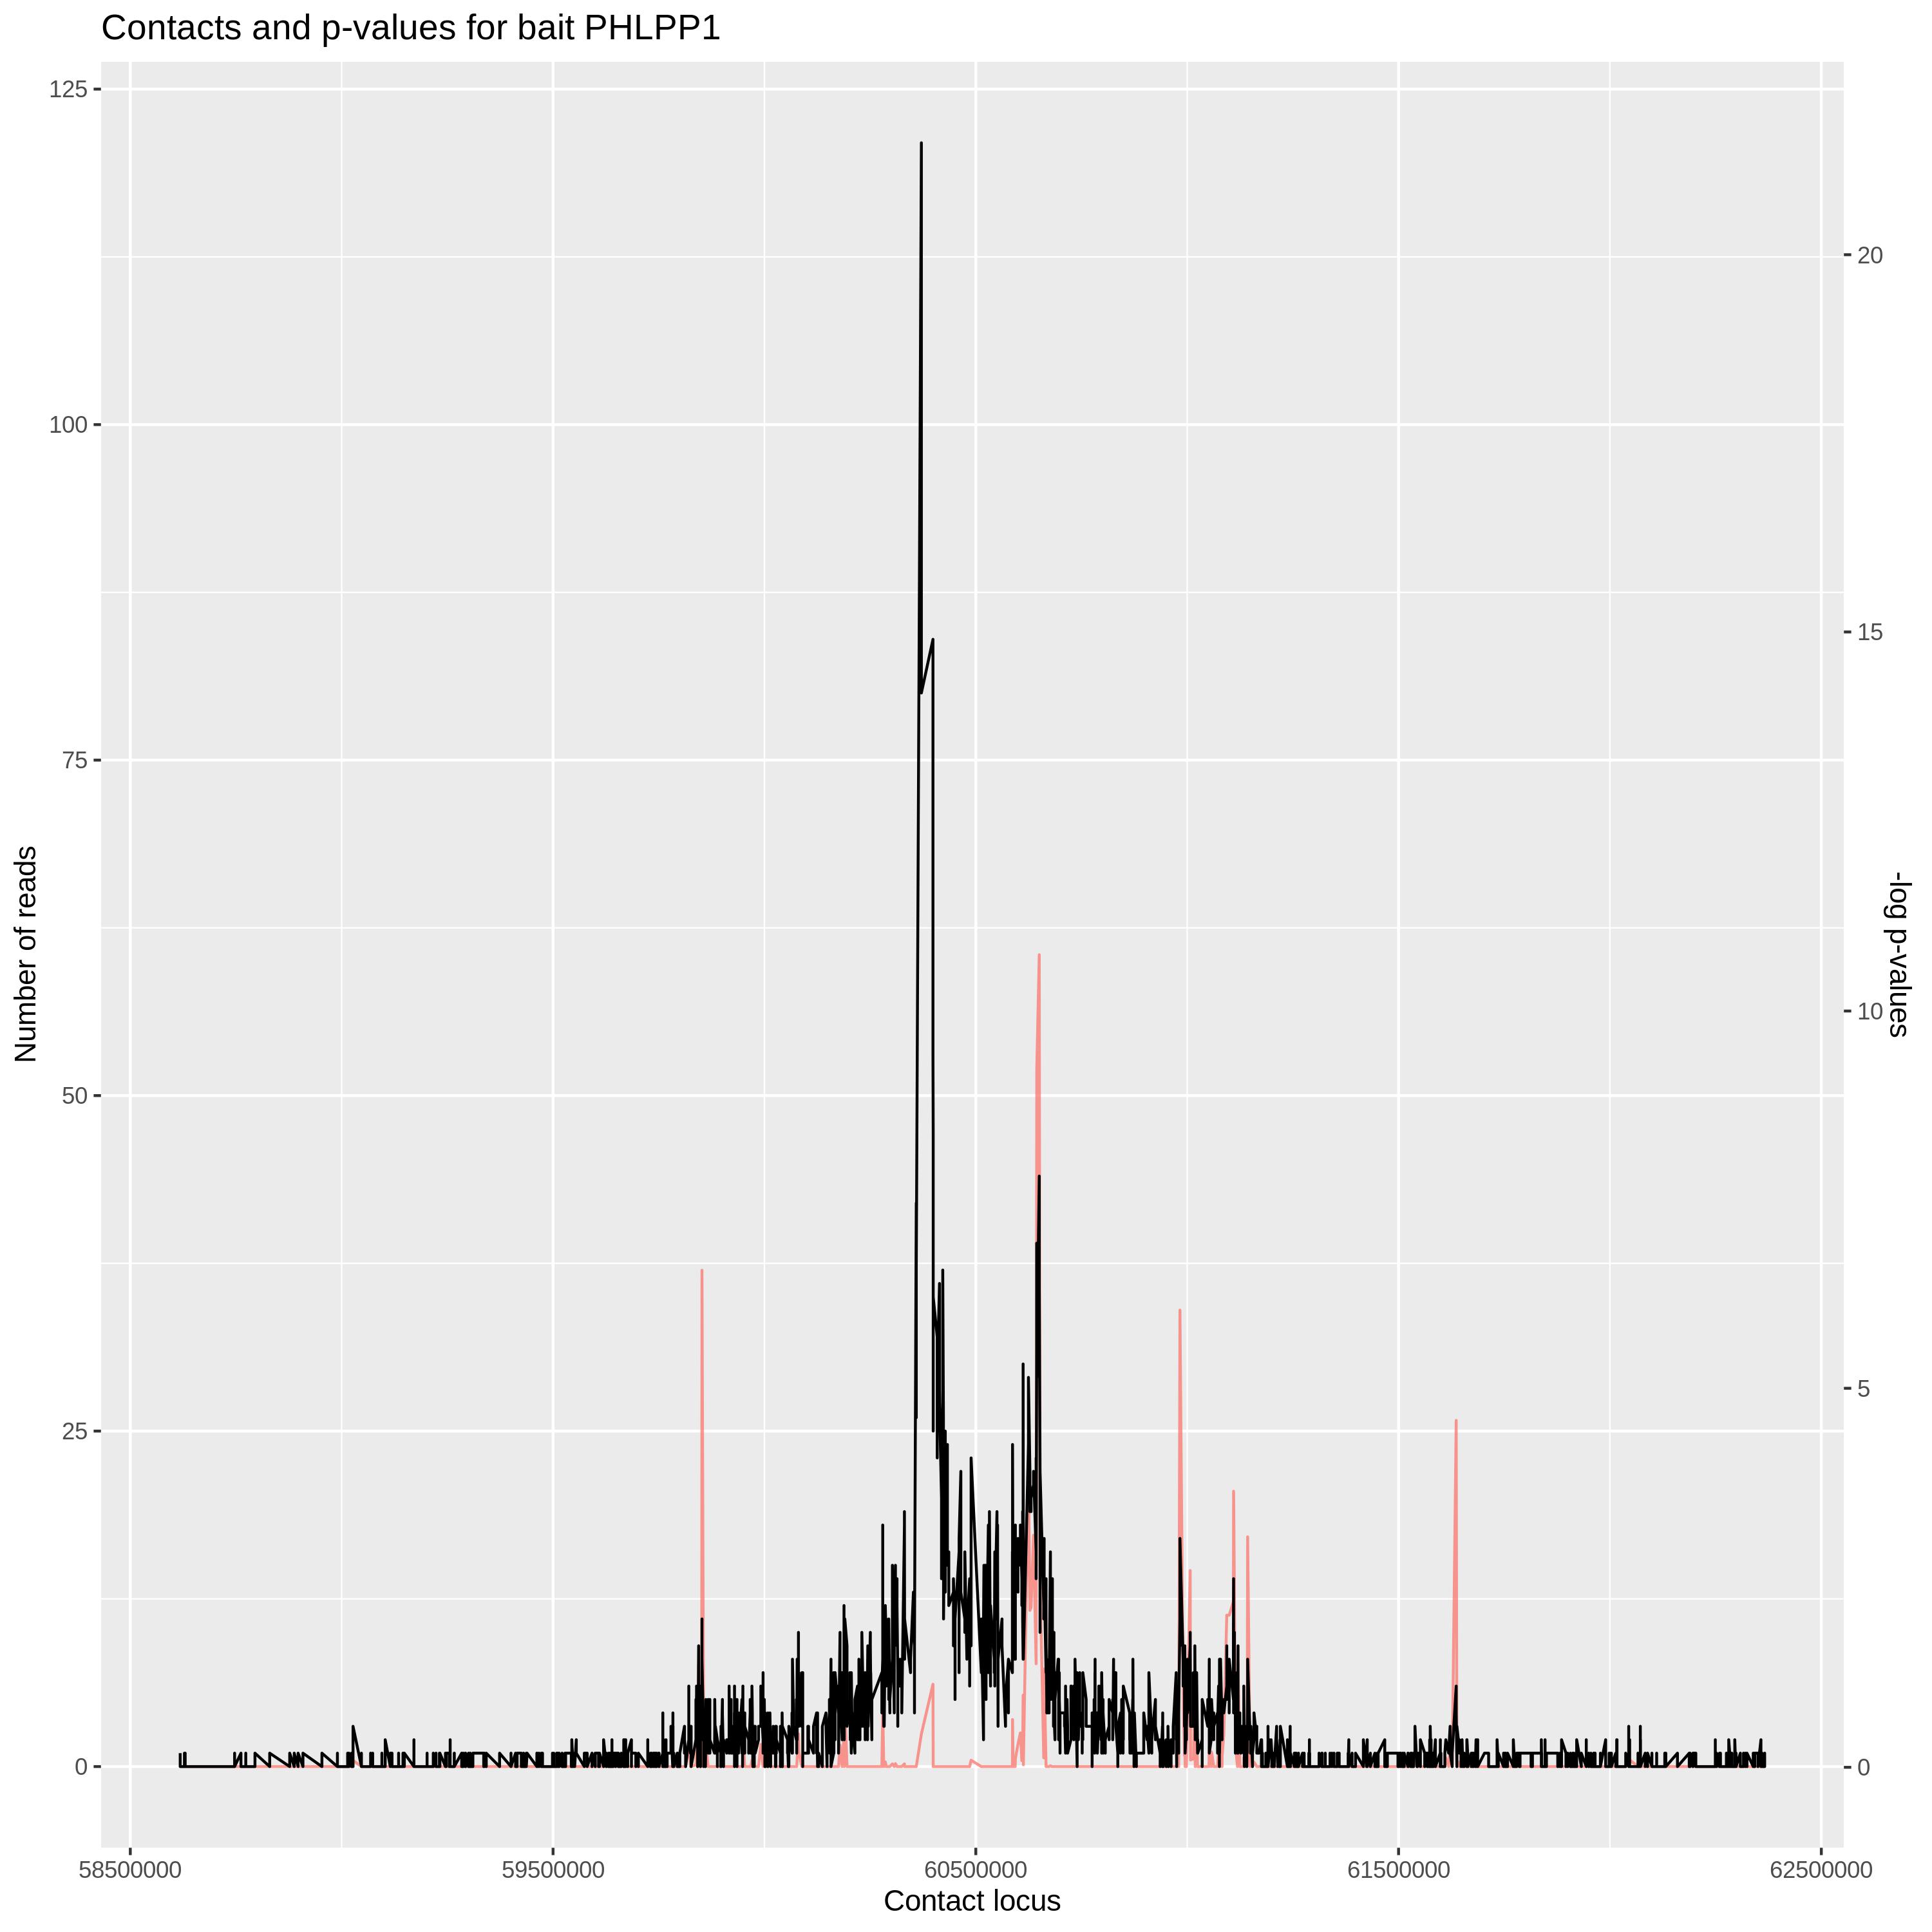 Contacts and p-values for bait PHLPP1
125
100
75
50
25
0
Number of reads
20
15
10
5
0
-log p-values
58500000 59500000 60500000 61500000 62500000
Contact locus